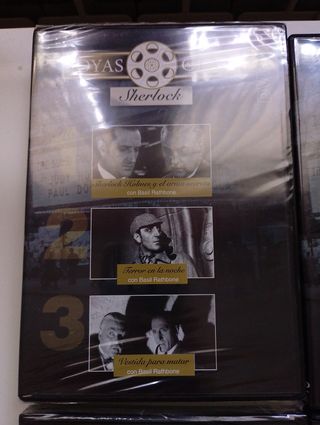 JOYAS
Sherlock
Sherlock Holmes y el arma secreta
con Basil Rathbone
2
Terror en la noche
con Basil Rathbone
3
Vestida para matar
con Basil Rathbone